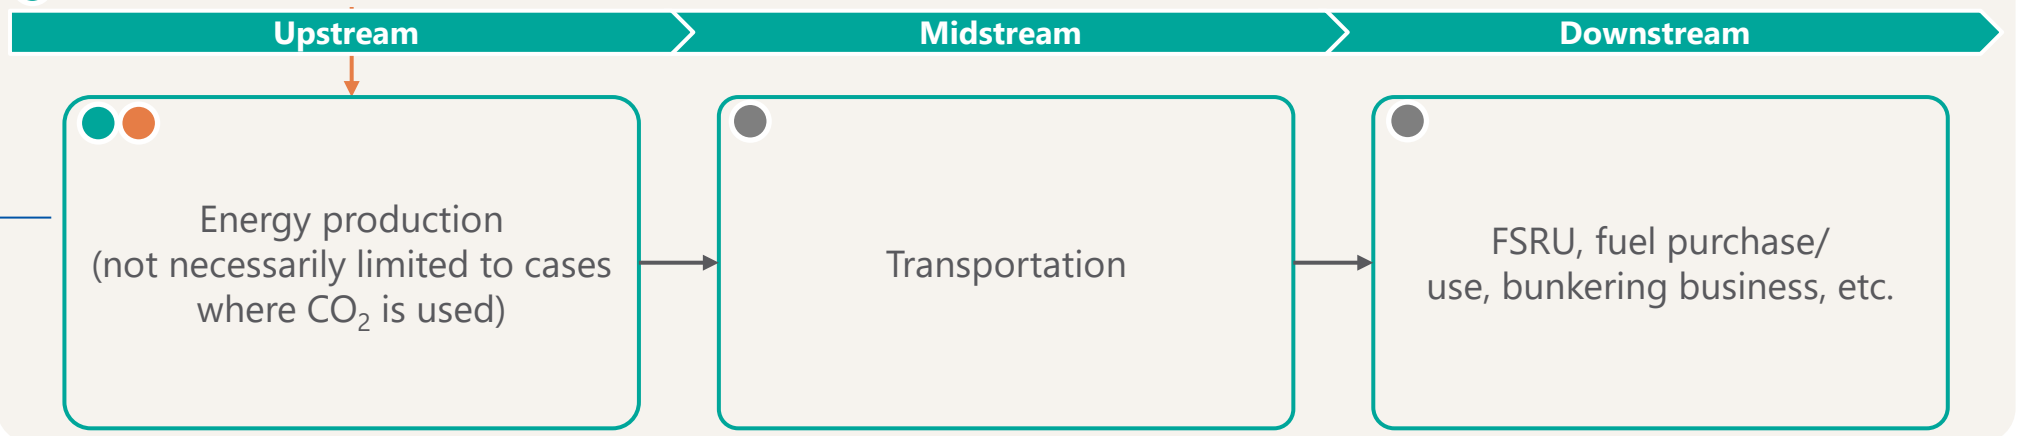 Upstream
Midstream
Downstream
Energy production
(not necessarily limited to cases
where CO₂ is used)
Transportation
FSRU, fuel purchase/
use, bunkering business, etc.